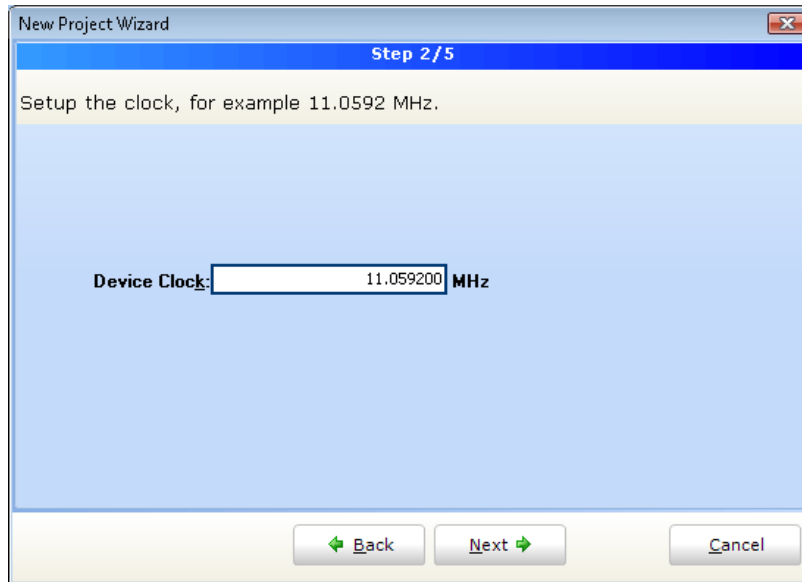 New Project Wizard
Step 2/5
Setup the clock, for example 11.0592 MHz.
Device Clock: 11.059200 MHz
Back Next Cancel